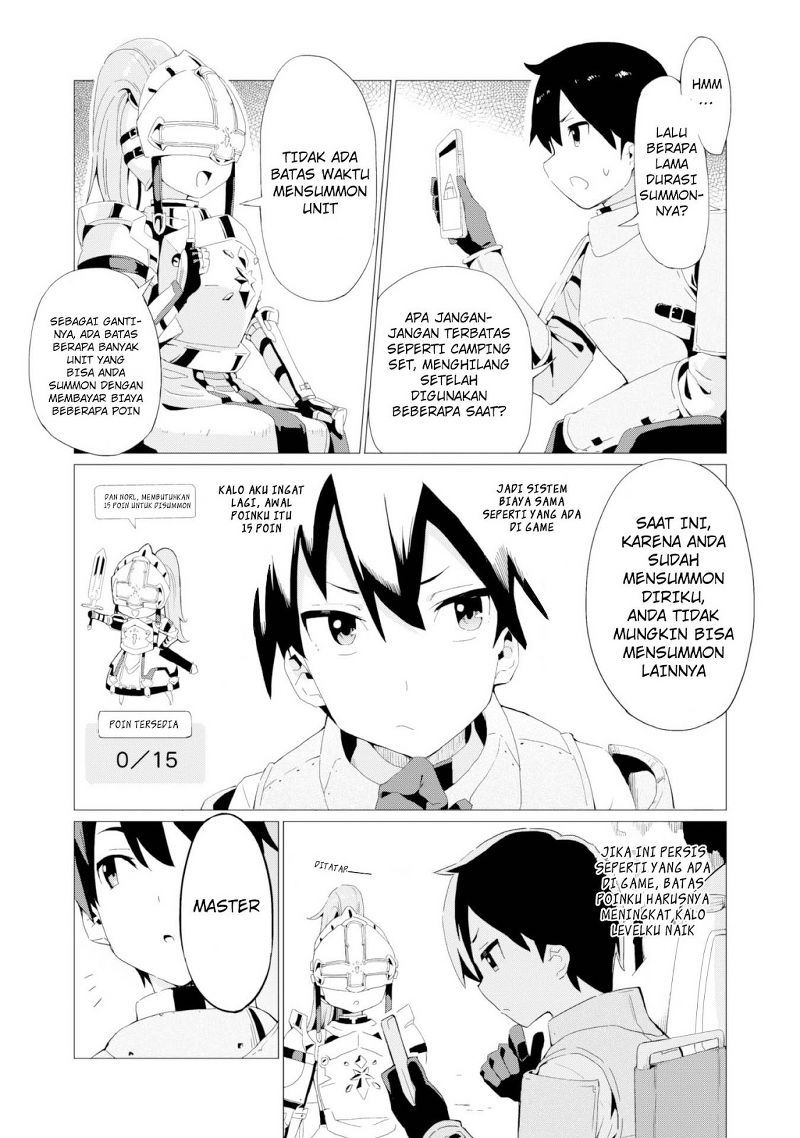 HMM
...
LALU
BERAPA
LAMA
DURASI
SUMMON-
NYA?
APA JANGAN-
JANGAN TERBATAS
SEPERTI CAMPING
SET, MENGHILANG
SETELAH
DIGUNAKAN
BEBERAPA SAAT?
TIDAK ADA
BATAS WAKTU
MENSUMMON
UNIT
SEBAGAI GANTI-
NYA, ADA BATAS
BERAPA BANYAK
UNIT YANG
BISA ANDA
SUMMON DENGAN
MEMBAYAR BIAYA
BEBERAPA POIN
SAAT INI,
KARENA ANDA
SUDAH
MENSUMMON
DIRIKU,
ANDA TIDAK
MUNGKIN BISA
MENSUMMON
LAINNYA
JADI SISTEM
BIAYA SAMA
SEPERTI YANG ADA
DI GAME
KALO AKU INGAT
LAGI, AWAL
POINKU ITU
15 POIN
DAN NORL, MEMBUTUHKAN
15 POIN UNTUK DISUMMON
POIN TERSEDIA
0/15
JIKA INI PERSIS
SEPERTI YANG ADA
DI GAME, BATAS
POINKU HARUSNYA
MENINGKAT KALO
LEVELKU NAIK
DITATAP
MASTER